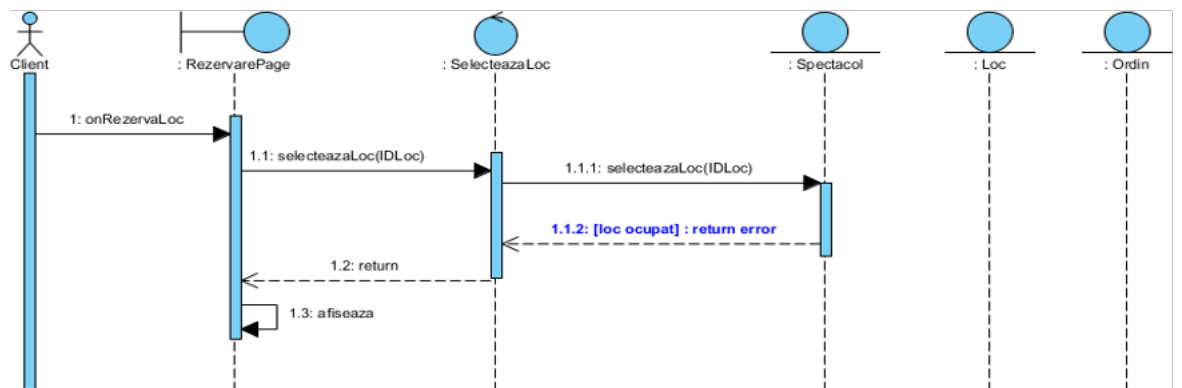 Client
: RezervarePage
: SelecteazaLoc
: Spectacol
: Loc
: Ordin
1: onRezervaLoc
1.1: selecteazaLoc(IDLoc)
1.1.1: selecteazaLoc(IDLoc)
1.1.2: [loc ocupat] : return error
1.2: return
1.3: afiseaza